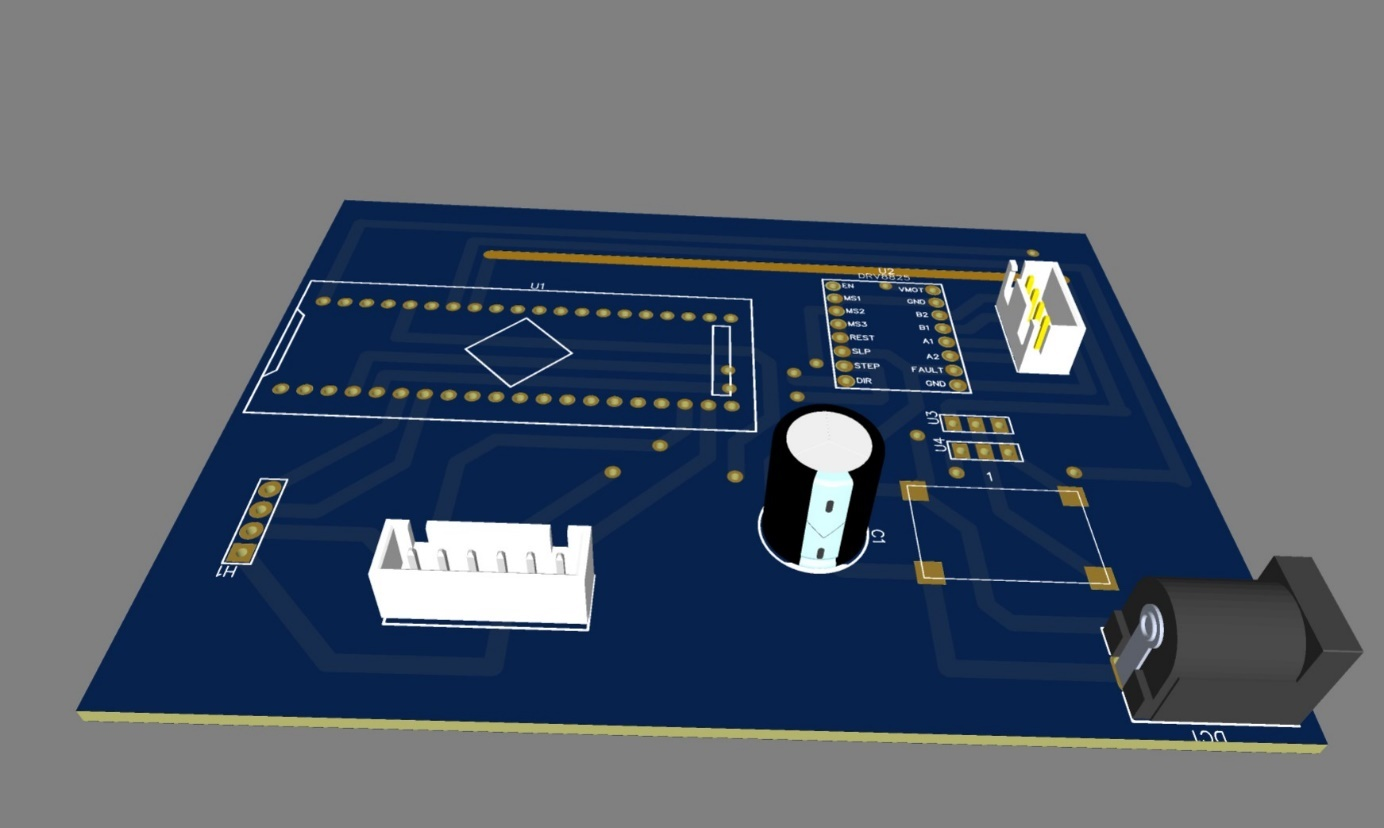 U1
U2
DRV8825
EN
MS1
MS2
MS3
REST
SLP
STEP
DIR
VMOT
GND
B2
B1
A1
A2
FAULT
GND
U3
U4
1
C1
H1
DC1